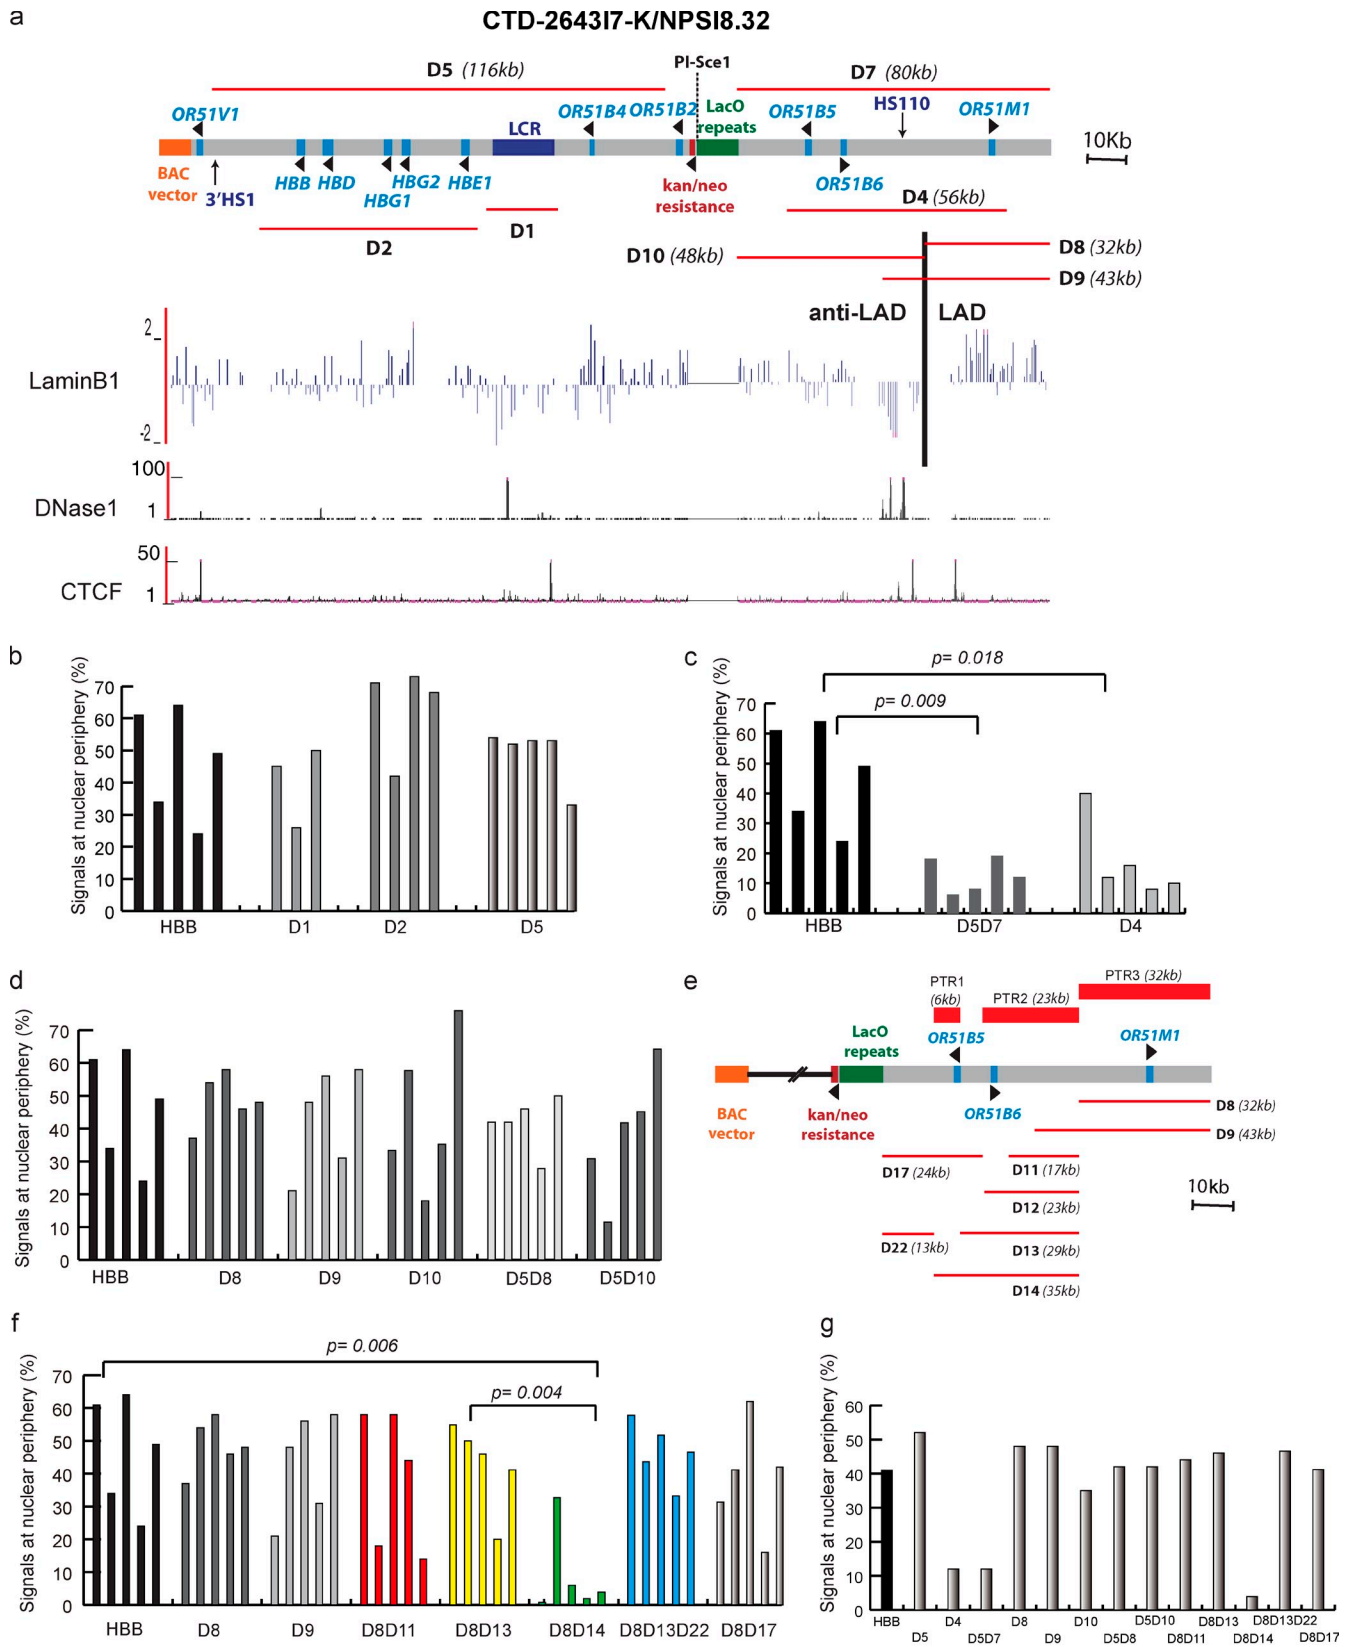 a
CTD-2643I7-K/NPSI8.32
D5 (116kb)
PI-Sce1
D7 (80kb)
OR51V1
OR51B4
OR51B2
LacO
repeats
OR51B5
HS110
OR51M1
LCR
10Kb
BAC
vector
3'HS1
HBB
HBD
HBG1
HBG2
HBE1
kan/neo
resistance
OR51B6
D2
D1
D4 (56kb)
D10 (48kb)
D8 (32kb)
D9 (43kb)
anti-LAD
LAD
LaminB1
2
-2
DNase1
100
1
CTCF
50
1
b
Signals at nuclear periphery (%)
70
60
50
40
30
20
10
0
HBB
D1
D2
D5
c
Signals at nuclear periphery (%)
p= 0.018
p= 0.009
70
60
50
40
30
20
10
0
HBB
D5D7
D4
d
Signals at nuclear periphery (%)
70
60
50
40
30
20
10
0
HBB
D8
D9
D10
D5D8
D5D10
e
PTR1
(6kb)
PTR2 (23kb)
PTR3 (32kb)
LacO
repeats
OR51B5
OR51M1
BAC
vector
kan/neo
resistance
OR51B6
D8 (32kb)
D9 (43kb)
D17 (24kb)
D11 (17kb)
D12 (23kb)
10kb
D22 (13kb)
D13 (29kb)
D14 (35kb)
f
Signals at nuclear periphery (%)
p= 0.006
p= 0.004
70
60
50
40
30
20
10
0
HBB
D8
D9
D8D11
D8D13
D8D14
D8D13D22
D8D17
g
Signals at nuclear periphery (%)
60
50
40
30
20
10
0
HBB
D5
D4
D5D7
D8
D9
D10
D5D8
D5D10
D8D11
D8D13
D8D14
D8D13D22
D8D17